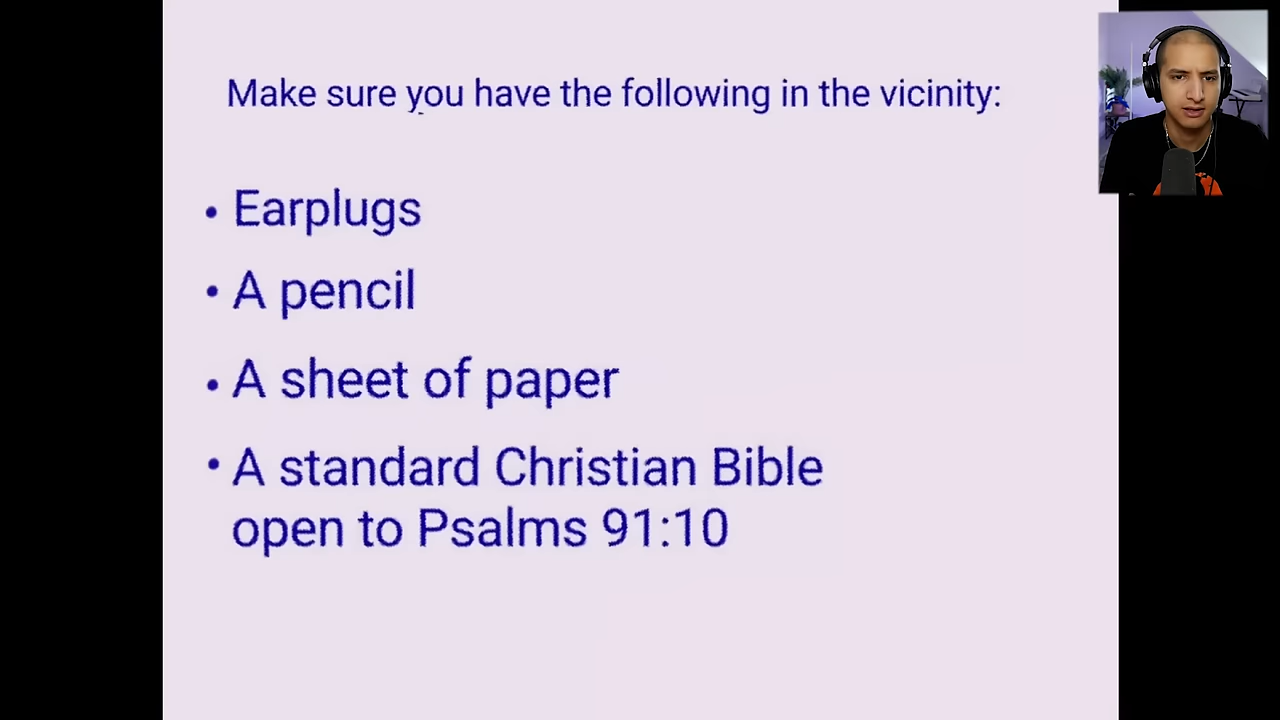 Make sure you have the following in the vicinity:
• Earplugs
• A pencil
• A sheet of paper
• A standard Christian Bible
open to Psalms 91:10